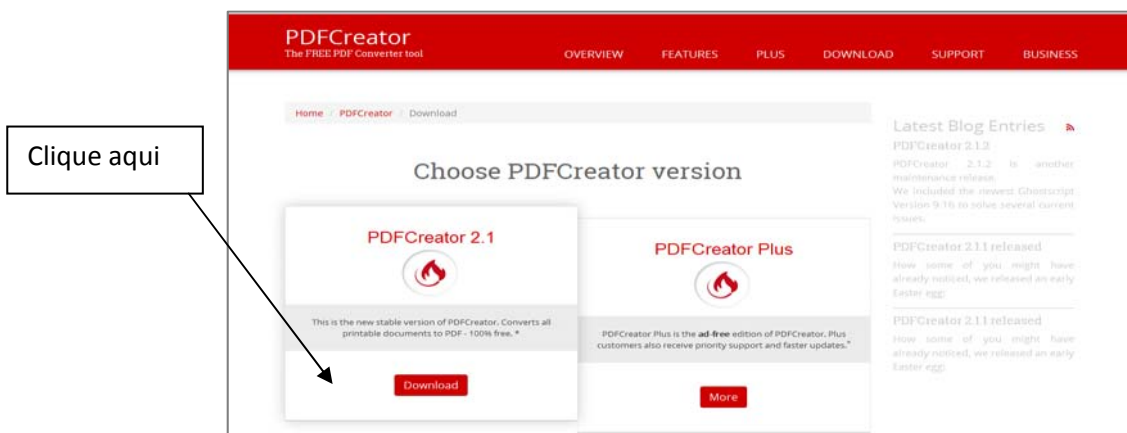 PDFCreator
The FREE PDF Converter tool
OVERVIEW FEATURES PLUS DOWNLOAD SUPPORT BUSINESS
Home / PDFCreator / Download
Clique aqui
Choose PDFCreator version
PDFCreator 2.1
This is the new stable version of PDFCreator. Converts all
printable documents to PDF - 100% free. *
Download
PDFCreator Plus
PDFCreator Plus is the ad-free edition of PDFCreator. Plus
customers also receive priority support and faster updates.*
More
Latest Blog Entries
PDFCreator 2.1.2
PDFCreator 2.1.2 is another
maintenance release.
We included the newest Ghostscript
Version 9.16 to solve several current
issues.
PDFCreator 2.1.1 released
How some of you might have
already noticed, we released an early
Easter egg:
PDFCreator 2.1.1 released
How some of you might have
already noticed, we released an early
Easter egg: